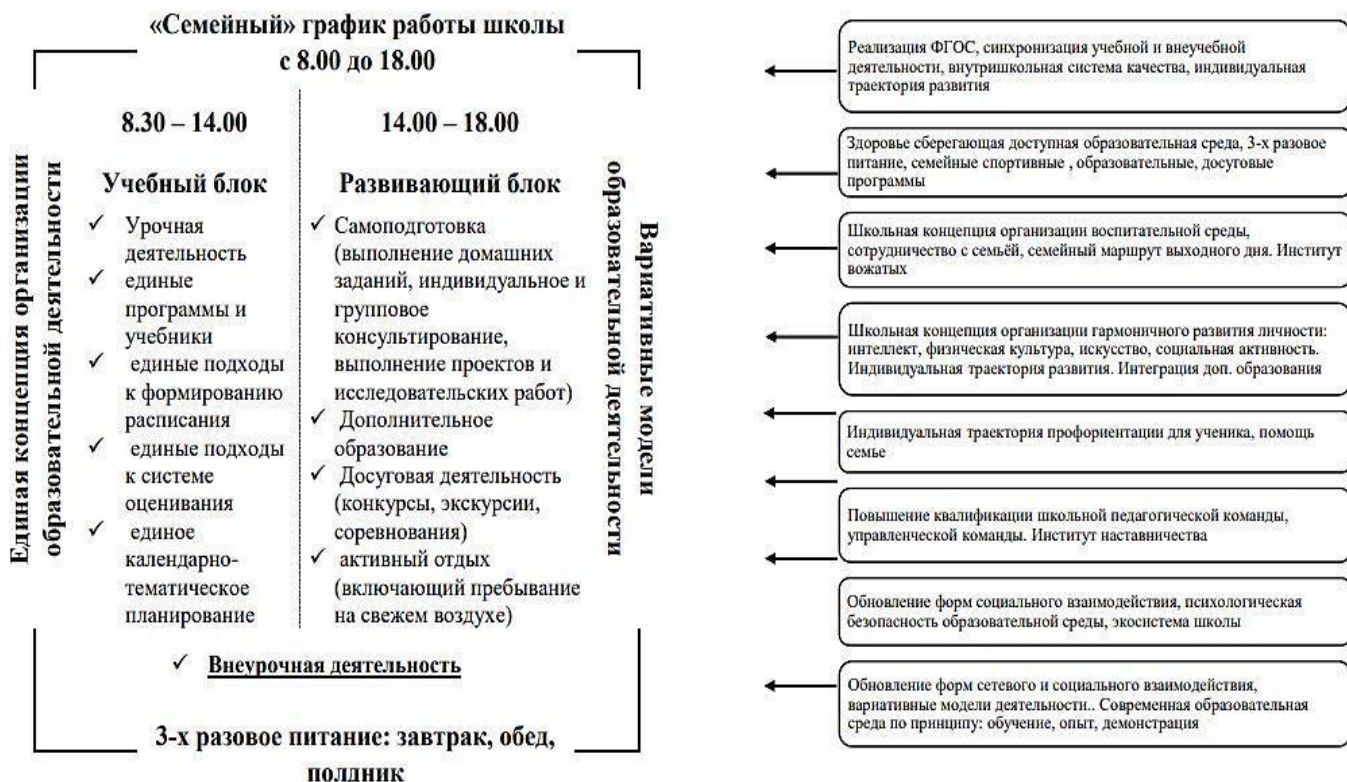 «Семейный» график работы школы
с 8.00 до 18.00
Единая концепция организации
образовательной деятельности
8.30 – 14.00
Учебный блок
✓ Урочная
деятельность
✓ единые
программы и
учебники
✓ единые подходы
к формированию
расписания
✓ единые подходы
к системе
оценивания
✓ единое
календарно-
тематическое
планирование
14.00 – 18.00
Развивающий блок
✓ Самоподготовка
(выполнение домашних
заданий, индивидуальное и
групповое
консультирование,
выполнение проектов и
исследовательских работ)
✓ Дополнительное
образование
✓ Досуговая деятельность
(конкурсы, экскурсии,
соревнования)
✓ активный отдых
(включающий пребывание
на свежем воздухе)
Вариативные модели
образовательной деятельности
✓ Внеурочная деятельность
3-х разовое питание: завтрак, обед,
полдник
Реализация ФГОС, синхронизация учебной и внеучебной
деятельности, внутришкольная система качества, индивидуальная
траектория развития
Здоровье сберегающая доступная образовательная среда, 3-х разовое
питание, семейные спортивные , образовательные, досуговые
программы
Школьная концепция организации воспитательной среды,
сотрудничество с семьёй, семейный маршрут выходного дня. Институт
вожатых
Школьная концепция организации гармоничного развития личности:
интеллект, физическая культура, искусство, социальная активность.
Индивидуальная траектория развития. Интеграция доп. образования
Индивидуальная траектория профориентации для ученика, помощь
семье
Повышение квалификации школьной педагогической команды,
управленческой команды. Институт наставничества
Обновление форм социального взаимодействия, психологическая
безопасность образовательной среды, экосистема школы
Обновление форм сетевого и социального взаимодействия,
вариативные модели деятельности.. Современная образовательная
среда по принципу: обучение, опыт, демонстрация